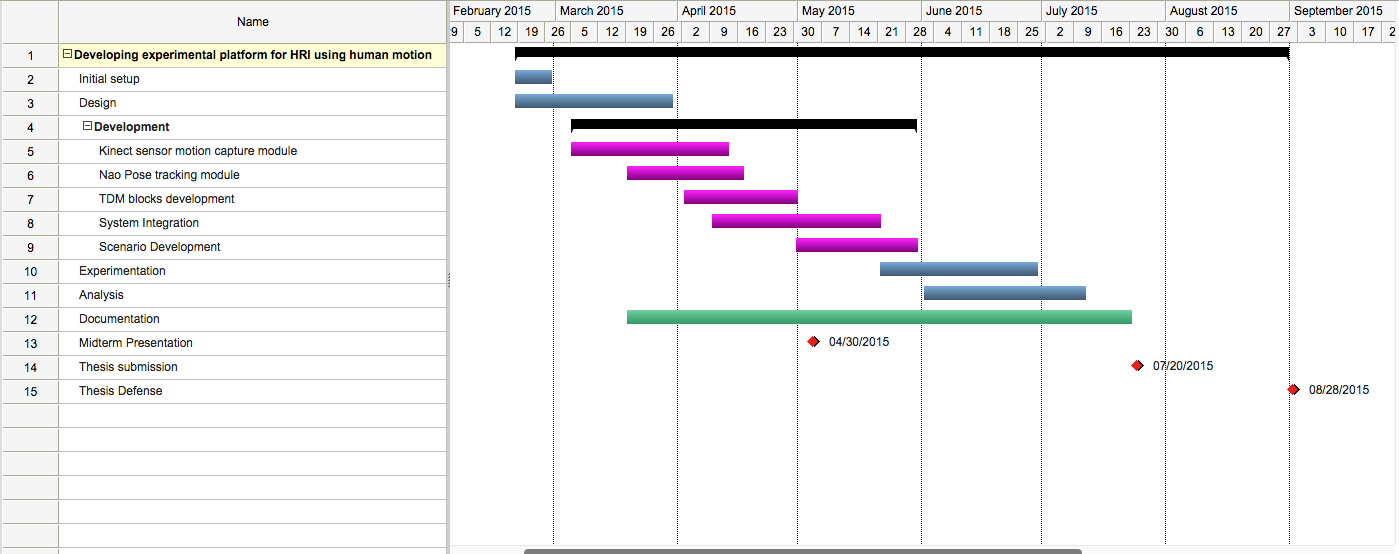 Name
February 2015 March 2015 April 2015 May 2015 June 2015 July 2015 August 2015 September 2015
9 5 12 19 26 5 12 19 26 2 9 16 23 30 7 14 21 28 4 11 18 25 2 9 16 23 30 6 13 20 27 3 10 17 2
1 Developing experimental platform for HRI using human motion
2 Initial setup
3 Design
4 Development
5 Kinect sensor motion capture module
6 Nao Pose tracking module
7 TDM blocks development
8 System Integration
9 Scenario Development
10 Experimentation
11 Analysis
12 Documentation
13 Midterm Presentation 04/30/2015
14 Thesis submission 07/20/2015
15 Thesis Defense 08/28/2015